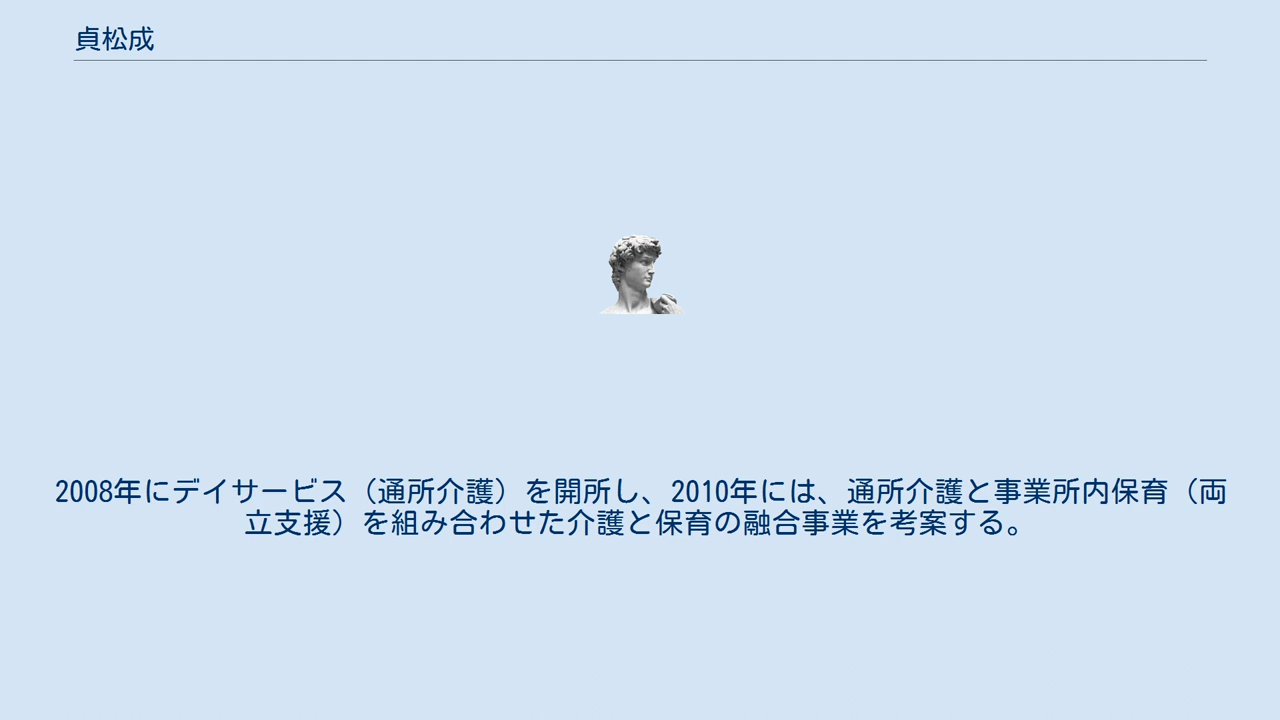 貞松成
2008年にデイサービス（通所介護）を開所し、2010年には、通所介護と事業所内保育（両
立支援）を組み合わせた介護と保育の融合事業を考案する。